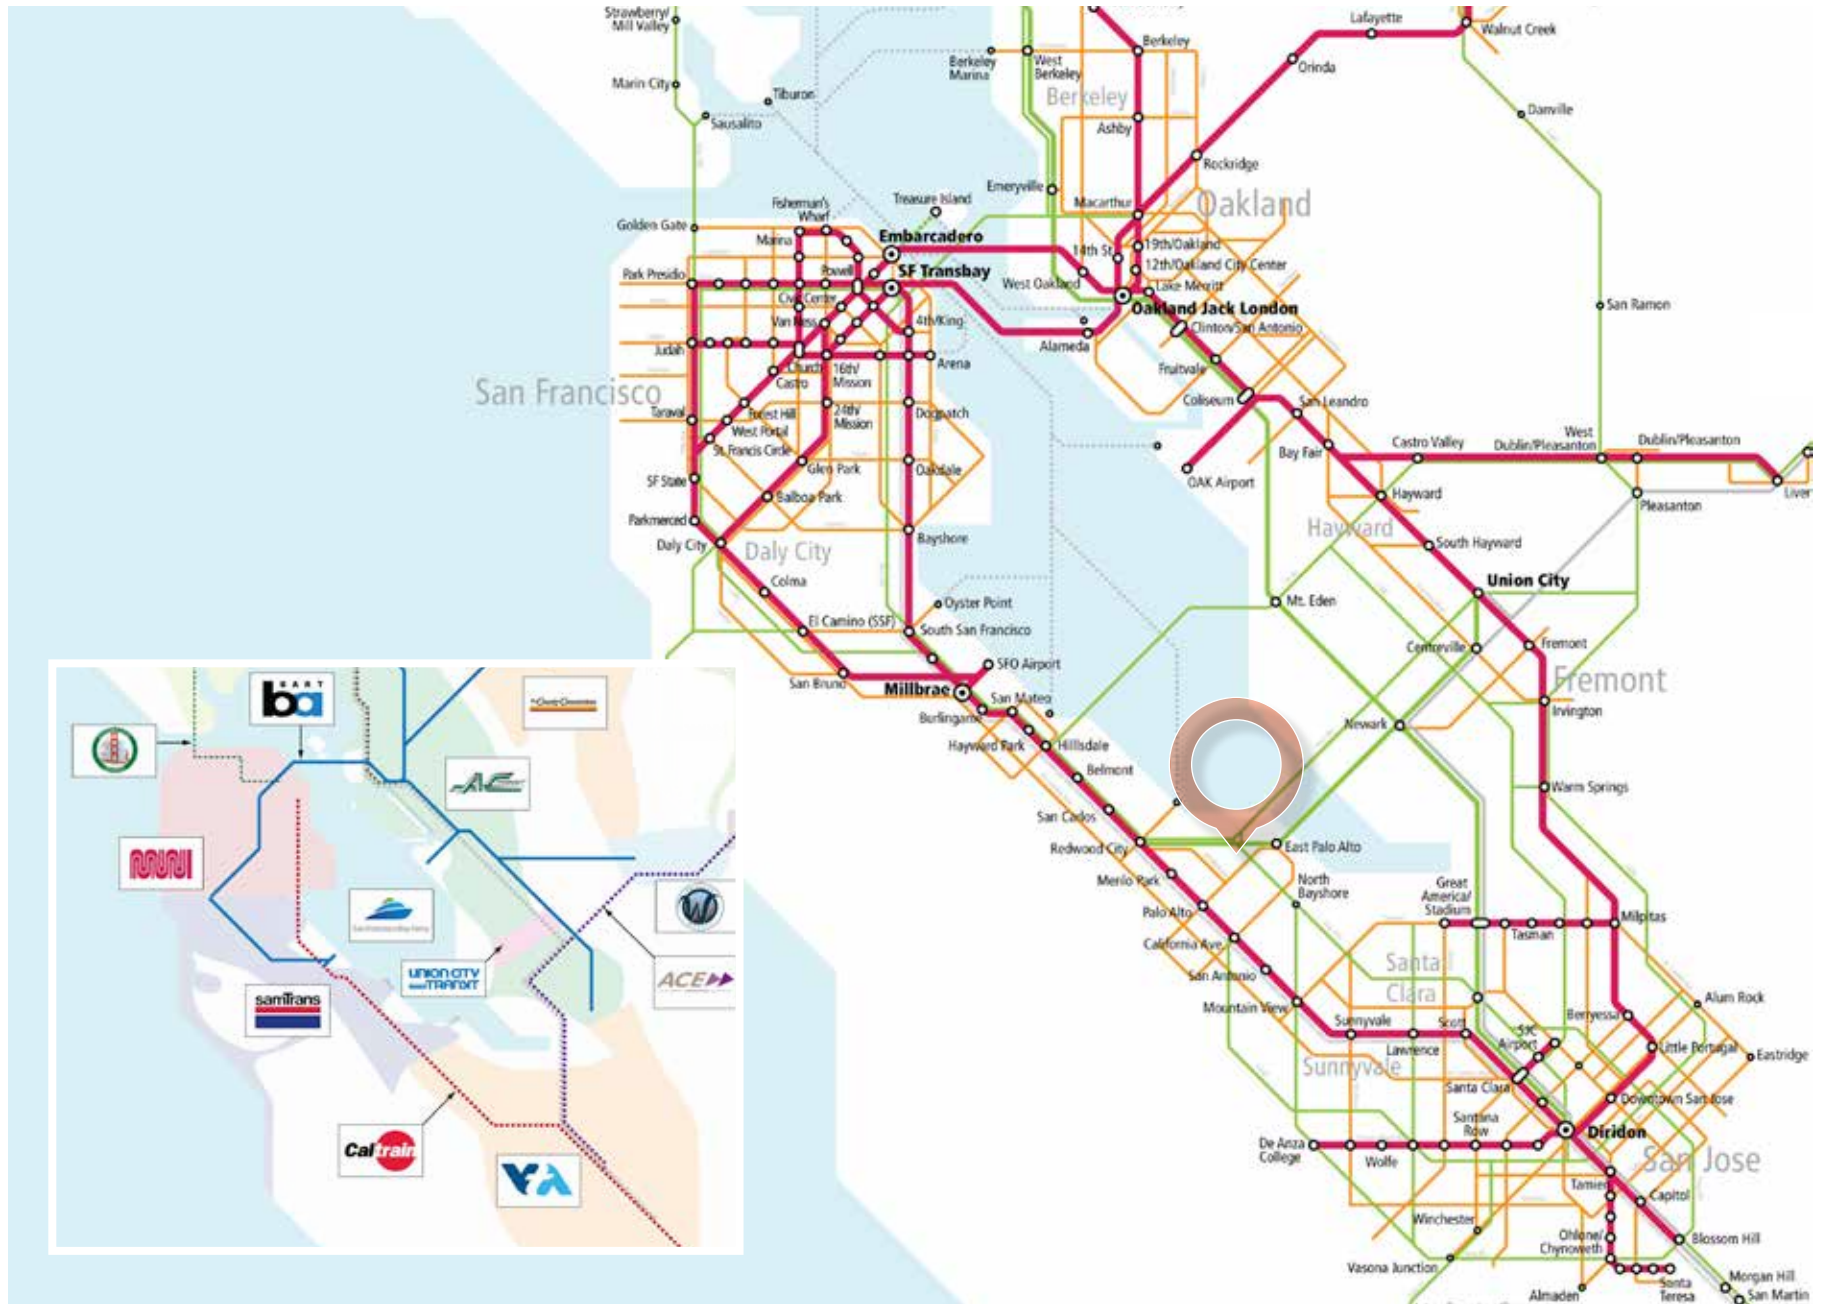 Strawberry/
Mill Valley
Marin City
Tiburon
Sausalito
Berkeley
Marina
West
Berkeley
Berkeley
Berkeley
Ashby
Lafayette
Walnut Creek
Orinda
Danville
Rockridge
Emeryville
Macarthur
Oakland
Treasure Island
Fisherman's
Wharf
Golden Gate
Marina
Embarcadero
14th St
19th/Oakland
12th/Oakland City Center
Park Presidio
Powell
SF Transbay
West Oakland
Lake Merritt
Civic Center
Oakland Jack London
San Ramon
Van Ness
4th/King
Clinton/San Antonio
Judah
Alameda
Arena
Church
Castro
16th/
Mission
Fruitvale
San Francisco
Coliseum
San Leandro
Taraval
Forest Hill
24th/
Mission
Dogpatch
West Portal
St. Francis Circle
Glen Park
Oakdale
Bay Fair
Castro Valley
West
Dublin/Pleasanton
Dublin/Pleasanton
SF State
Balboa Park
OAK Airport
Hayward
Liver
Pleasanton
Parkmerced
Hayward
Daly City
Daly City
Bayshore
South Hayward
Colma
Union City
Oyster Point
Mt. Eden
El Camino (SSF)
South San Francisco
Centreville
Fremont
SFO Airport
San Bruno
Millbrae
San Mateo
Fremont
Irvington
Burlingame
Newark
Hayward Park
Hillsdale
Belmont
Warm Springs
San Carlos
Redwood City
East Palo Alto
Menlo Park
North
Bayshore
Great
America/
Stadium
Palo Alto
Milpitas
Tasman
California Ave
Santa
Clara
San Antonio
Mountain View
Alum Rock
Berryessa
Sunnyvale
Scott
SJC
Airport
Lawrence
Little Portugal
Eastridge
Sunnyvale
Santa Clara
Downtown San Jose
Santana
Row
Diridon
De Anza
College
Wolfe
San Jose
Tamien
Capitol
Winchester
Ohlone/
Chynoweth
Blossom Hill
Vasona Junction
Santa
Teresa
Morgan Hill
San Martin
Almaden
BART
ba
AC
MUNI
W
UNION CITY
TRANSIT
ACE
samTrans
Caltrain
VTA